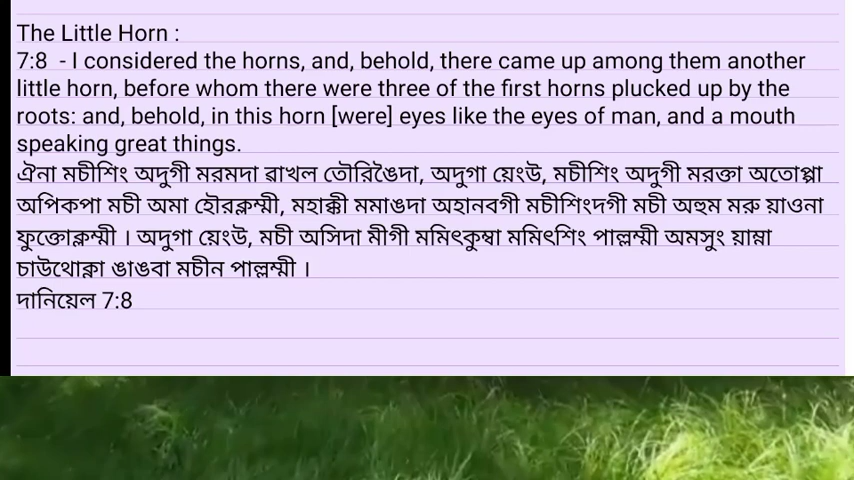 The Little Horn :
7:8  - I considered the horns, and, behold, there came up among them another
little horn, before whom there were three of the first horns plucked up by the
roots: and, behold, in this horn [were] eyes like the eyes of man, and a mouth
speaking great things.
ঐনা মচীশিং অদুগী মরমদা ৱাখল তৌরিঙৈদা, অদুগা য়েংউ, মচীশিং অদুগী মরক্তা অতোপ্পা
অপিকপা মচী অমা হৌরক্লম্মী, মহাক্কী মমাঙদা অহানবগী মচীশিংদগী মচী অহুম মরু য়াওনা
ফুক্তোক্লম্মী । অদুগা য়েংউ, মচী অসিদা মীগী মমিৎকুম্বা মমিৎশিং পাল্লম্মী অমসুং য়াম্না
চাউথোক্না ঙাঙবা মচীন পাল্লম্মী ।
দানিয়েল 7:8